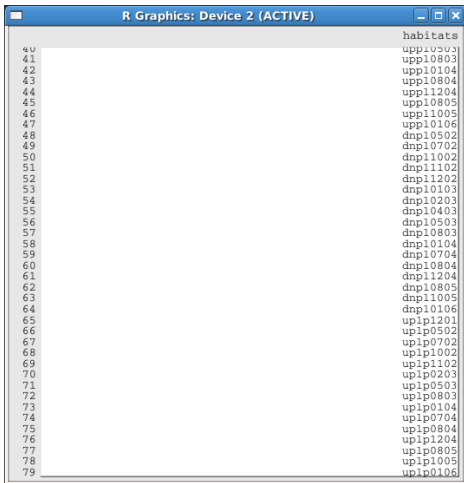 R Graphics: Device 2 (ACTIVE)
habitats
40 upp10503
41 upp10803
42 upp10104
43 upp10804
44 upp11204
45 upp10805
46 upp11005
47 upp10106
48 dnp10502
49 dnp10702
50 dnp11002
51 dnp11102
52 dnp11202
53 dnp10103
54 dnp10203
55 dnp10403
56 dnp10503
57 dnp10803
58 dnp10104
59 dnp10704
60 dnp10804
61 dnp11204
62 dnp10805
63 dnp11005
64 dnp10106
65 up1p1201
66 up1p0502
67 up1p0702
68 up1p1002
69 up1p1102
70 up1p0203
71 up1p0503
72 up1p0803
73 up1p0104
74 up1p0704
75 up1p0804
76 up1p1204
77 up1p0805
78 up1p1005
79 up1p0106